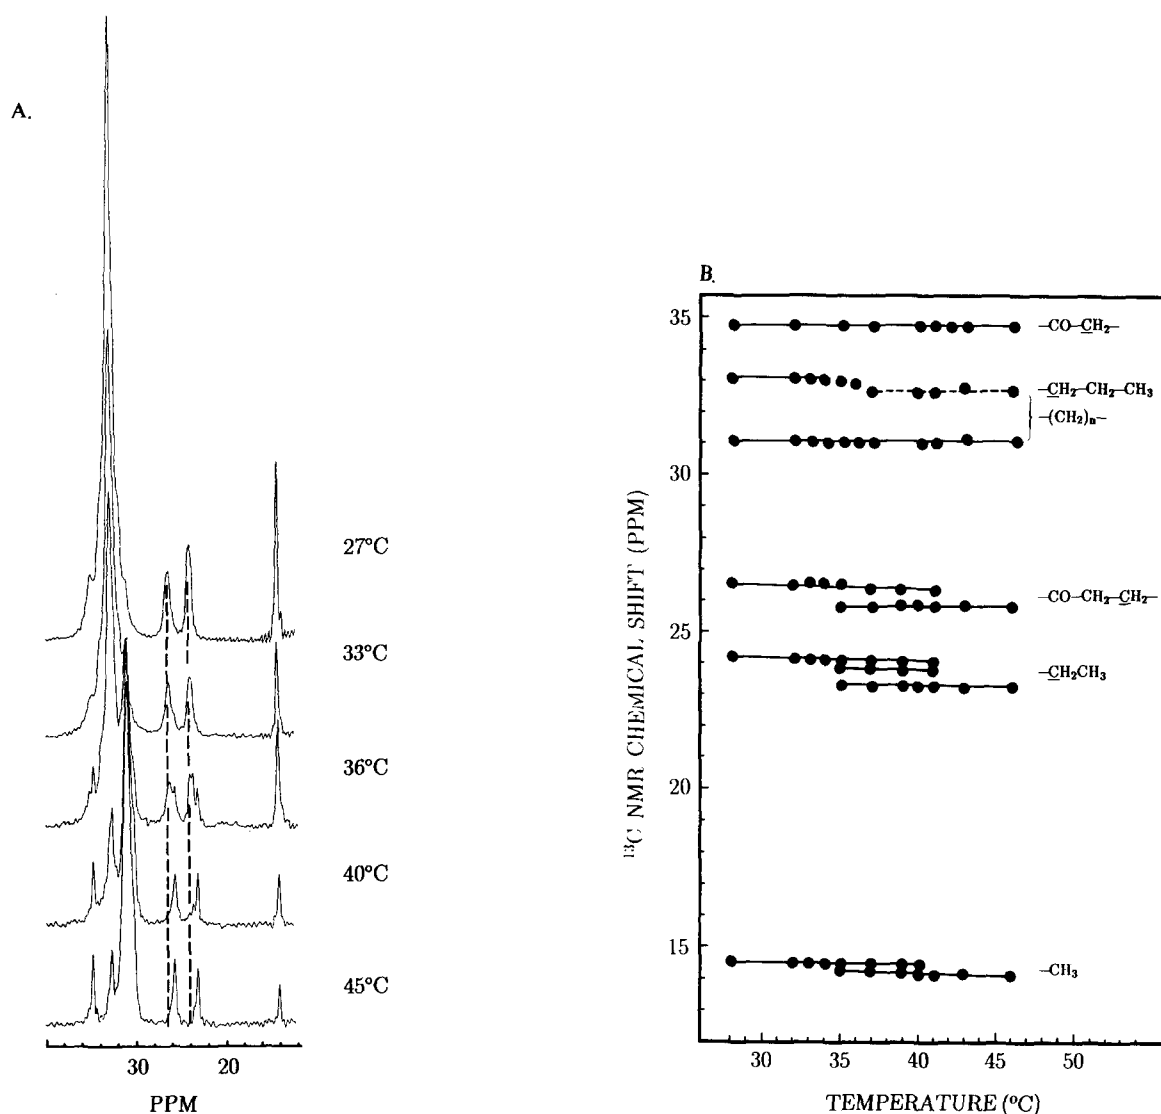 A.
27°C
33°C
36°C
40°C
45°C
30 20
PPM
B.
35
30
25
20
15
¹³C NMR CHEMICAL SHIFT (PPM)
–CO–CH₂–
–CH₂–CH₂–CH₃
–(CH₂)ₙ–
–CO–CH₂–CH₂–
–CH₂CH₃
–CH₃
30 35 40 45 50
TEMPERATURE (°C)